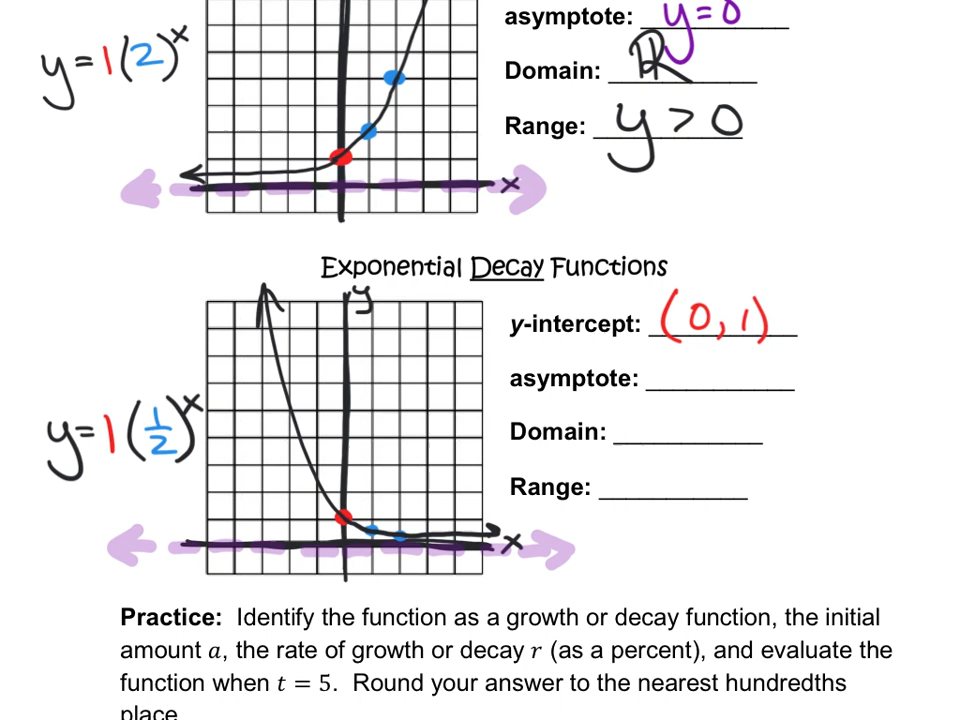 asymptote: y = 0
y = 1(2)^x
Domain: ℝ
Range: y > 0
x
Exponential Decay Functions
y
y-intercept: (0, 1)
asymptote: ___________
y = 1(1/2)^x
Domain: ___________
Range: ___________
x
Practice: Identify the function as a growth or decay function, the initial
amount a, the rate of growth or decay r (as a percent), and evaluate the
function when t = 5. Round your answer to the nearest hundredths
place